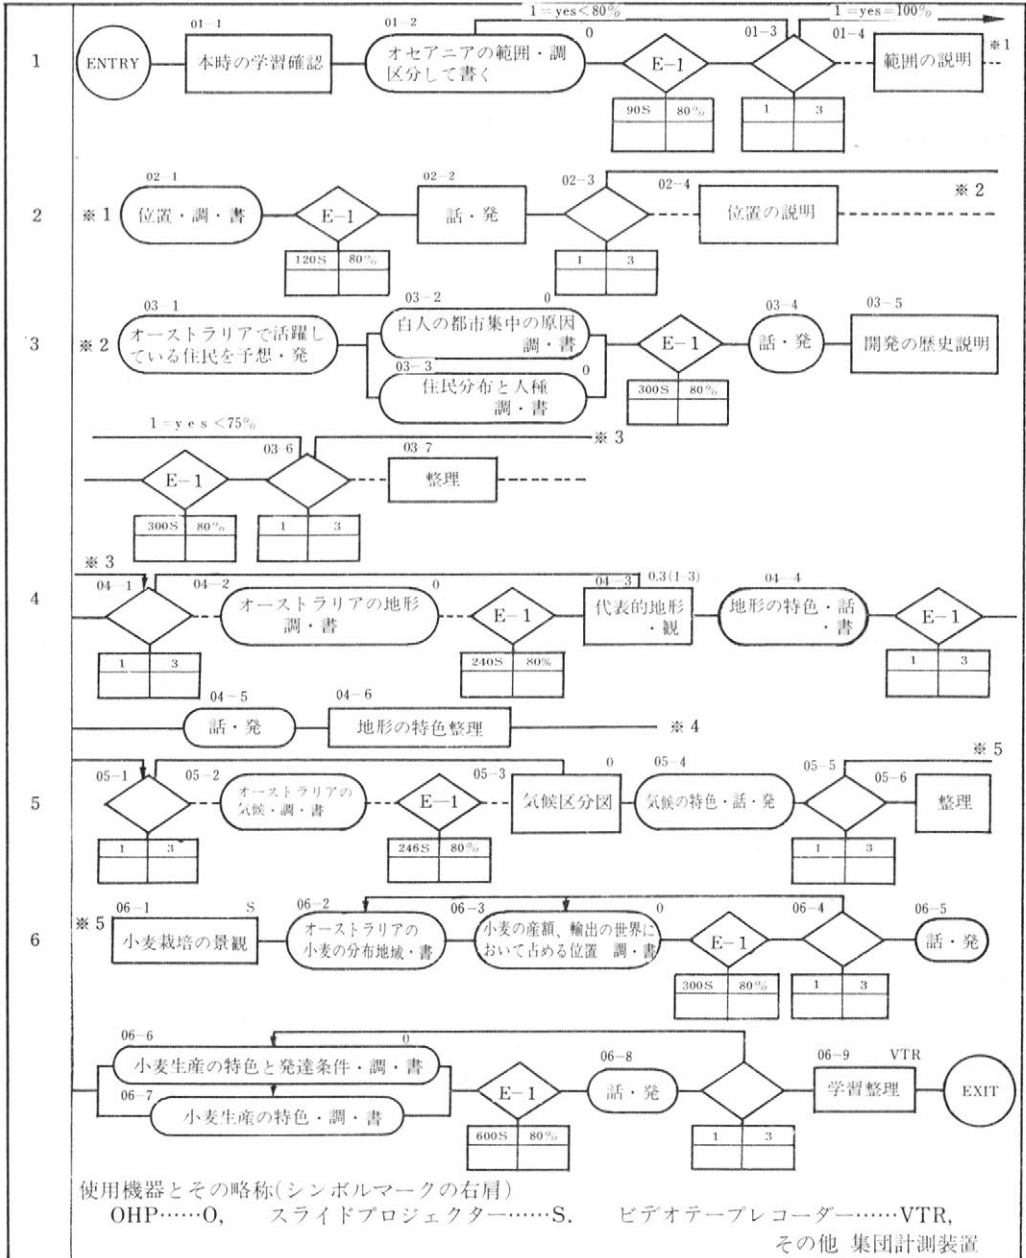 1=yes<80%
1=yes=100%
01-1
01-2
0
01-3
01-4
※1
1
ENTRY
本時の学習確認
オセアニアの範囲・調
区分して書く
E-1
範囲の説明
90S 80%
1 3
02-1
02-2
02-3
02-4
※2
2
※1
位置・調・書
E-1
話・発
位置の説明
120S 80%
1 3
03-1
03-2
0
03-4
03-5
3
※2
オーストラリアで活躍し
ている住民を予想・発
白人の都市集中の原因
調・書
03-3
0
住民分布と人種
調・書
E-1
話・発
開発の歴史説明
300S 80%
1=yes<75%
※3
03-6
03-7
E-1
整理
300S 80%
1 3
※3
04-1
04-2
0
04-3
0.3(1-3)
04-4
4
オーストラリアの地形
調・書
E-1
代表的地形
・観
地形の特色・話
・書
E-1
1 3
240S 80%
1 3
04-5
04-6
話・発
地形の特色整理
※4
※5
05-1
05-2
05-3
0
05-4
05-5
05-6
5
オーストラリアの
気候・調・書
E-1
気候区分図
気候の特色・話・発
整理
1 3
246S 80%
1 3
※5
06-1
S
06-2
06-3
0
06-4
06-5
6
小麦栽培の景観
オーストラリアの
小麦の分布地域・書
小麦の産額、輸出の世界に
おいて占める位置 調・書
E-1
話・発
300S 80%
1 3
06-6
0
小麦生産の特色と発達条件・調・書
06-7
小麦生産の特色・調・書
E-1
06-8
話・発
06-9
VTR
学習整理
EXIT
600S 80%
1 3
使用機器とその略称(シンボルマークの右肩)
OHP……O, スライドプロジェクター……S. ビデオテープレコーダー……VTR,
その他 集団計測装置